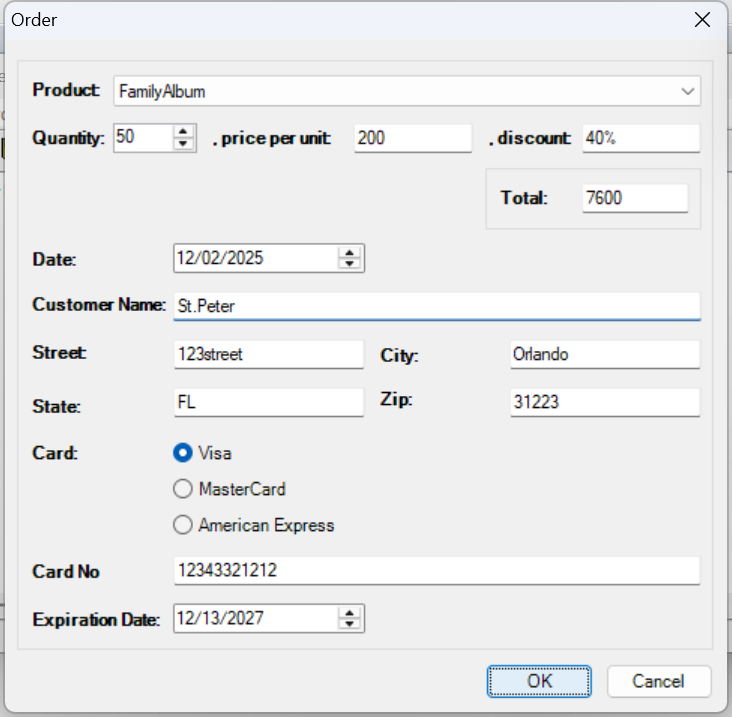 Order
Product: FamilyAlbum
Quantity: 50 , price per unit: 200 , discount: 40%
Total: 7600
Date: 12/02/2025
Customer Name: St.Peter
Street: 123street City: Orlando
State: FL Zip: 31223
Card: Visa
MasterCard
American Express
Card No 12343321212
Expiration Date: 12/13/2027
OK Cancel